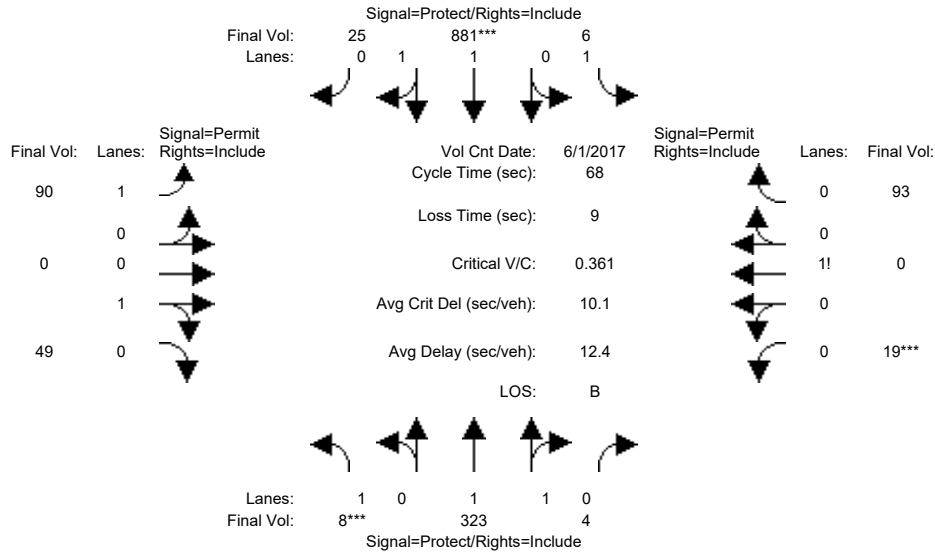 Signal=Protect/Rights=Include
Final Vol: 25 881*** 6
Lanes: 0 1 1 0 1
Signal=Permit
Final Vol: Lanes: Rights=Include
Vol Cnt Date: 6/1/2017
Signal=Permit
Rights=Include Lanes: Final Vol:
Cycle Time (sec): 68
90 1
0 93
Loss Time (sec): 9
0
0
0 0
Critical V/C: 0.361
1! 0
1
Avg Crit Del (sec/veh): 10.1
0
49 0
Avg Delay (sec/veh): 12.4
0 19***
LOS: B
Lanes: 1 0 1 1 0
Final Vol: 8*** 323 4
Signal=Protect/Rights=Include